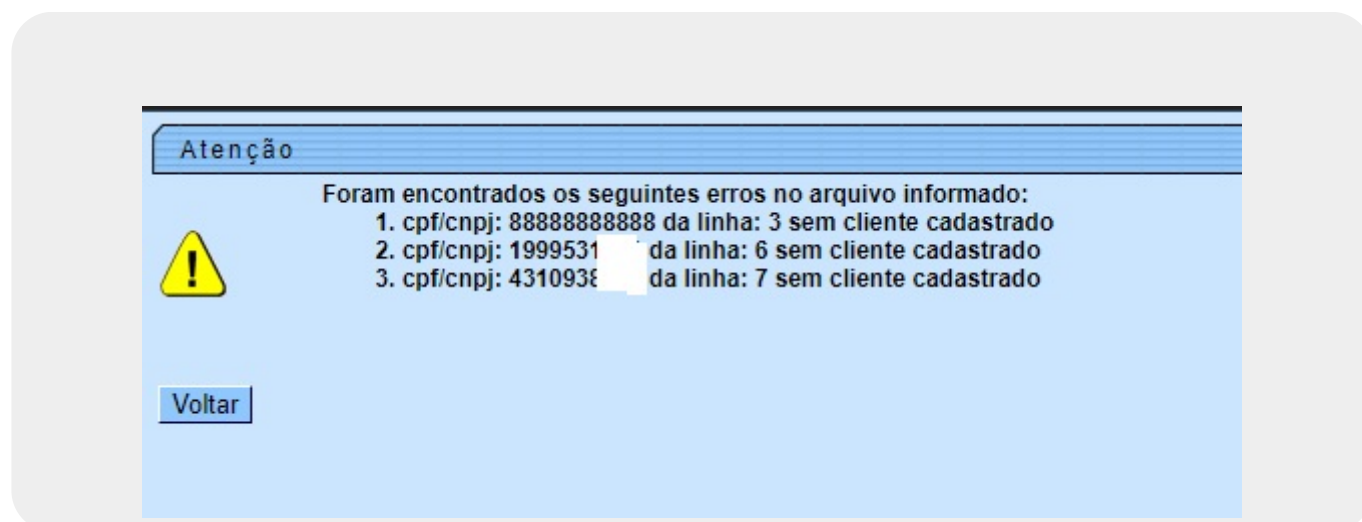 Atenção
Foram encontrados os seguintes erros no arquivo informado:
1. cpf/cnpj: 88888888888 da linha: 3 sem cliente cadastrado
2. cpf/cnpj: 199953 da linha: 6 sem cliente cadastrado
3. cpf/cnpj: 431093 da linha: 7 sem cliente cadastrado
Voltar